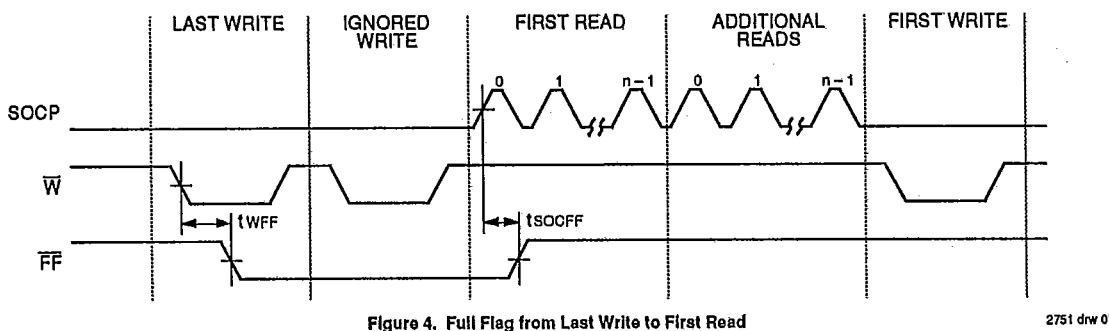 LAST WRITE
IGNORED
WRITE
FIRST READ
ADDITIONAL
READS
FIRST WRITE
0 1 n-1 0 1 n-1
SOCP
W̅
tWFF
tSOCFF
F̅F̅
Figure 4. Full Flag from Last Write to First Read
2751 drw 0